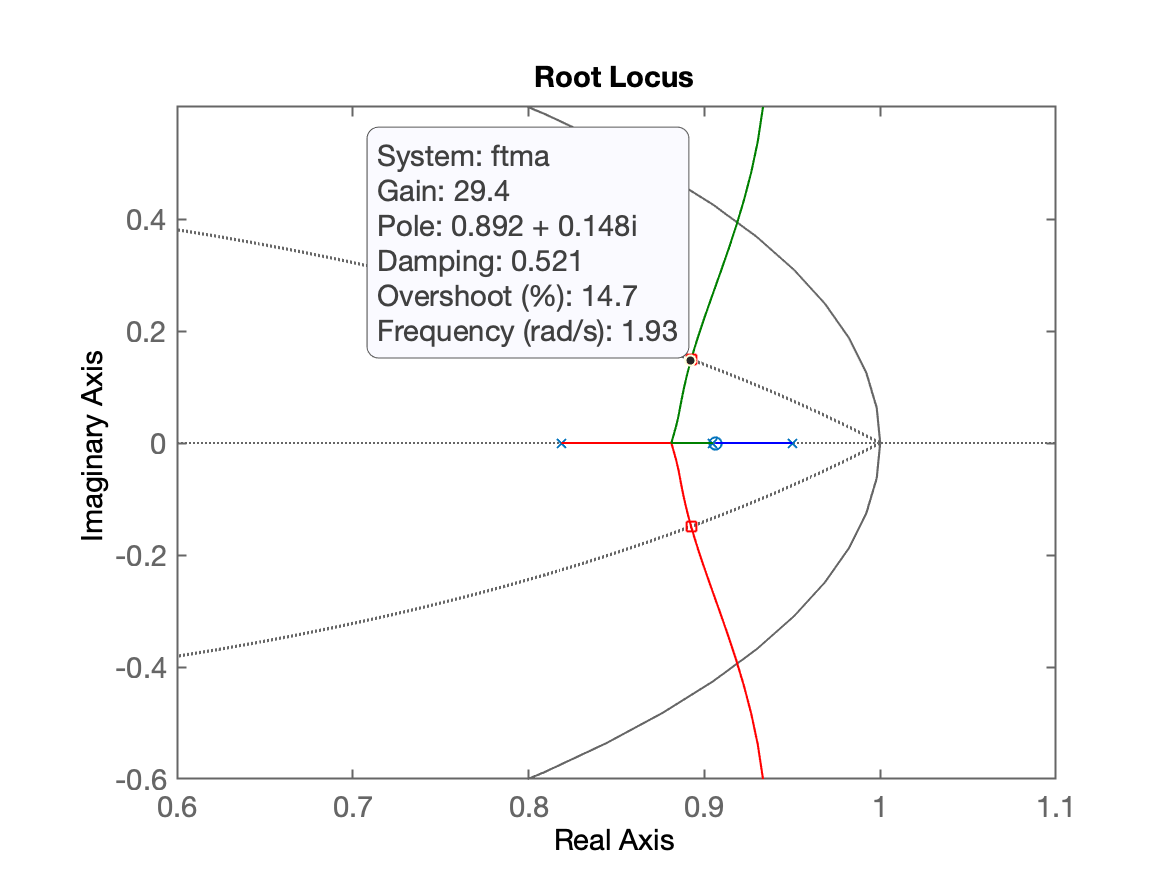 Root Locus
System: ftma
Gain: 29.4
Pole: 0.892 + 0.148i
Damping: 0.521
Overshoot (%): 14.7
Frequency (rad/s): 1.93
Imaginary Axis
0.4
0.2
0
-0.2
-0.4
-0.6
0.6 0.7 0.8 0.9 1 1.1
Real Axis